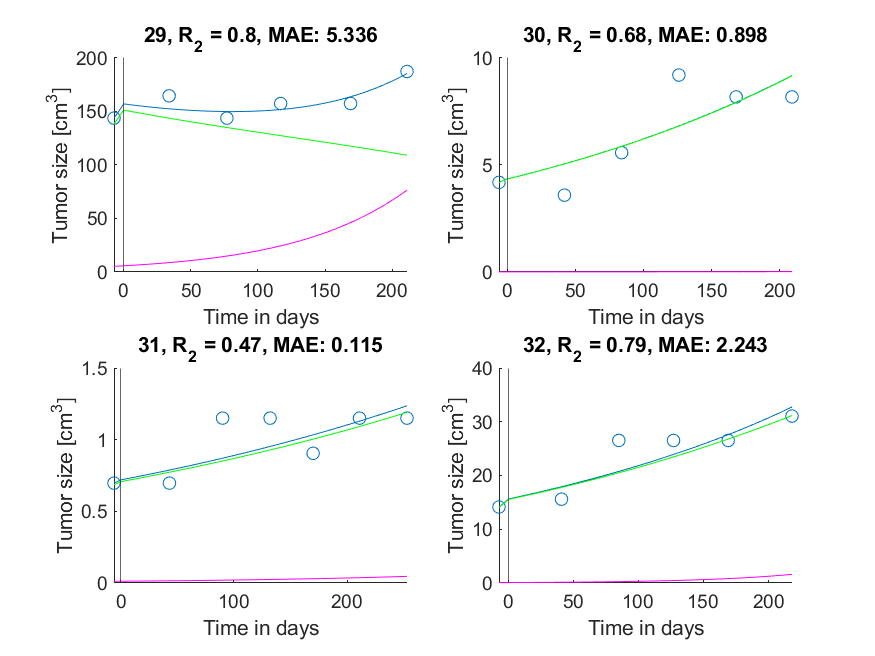 29, R₂ = 0.8, MAE: 5.336
Tumor size [cm³]
200
150
100
50
0
0
50
100
150
200
Time in days
30, R₂ = 0.68, MAE: 0.898
Tumor size [cm³]
10
5
0
0
50
100
150
200
Time in days
31, R₂ = 0.47, MAE: 0.115
Tumor size [cm³]
1.5
1
0.5
0
0
100
200
Time in days
32, R₂ = 0.79, MAE: 2.243
Tumor size [cm³]
40
30
20
10
0
0
50
100
150
200
Time in days